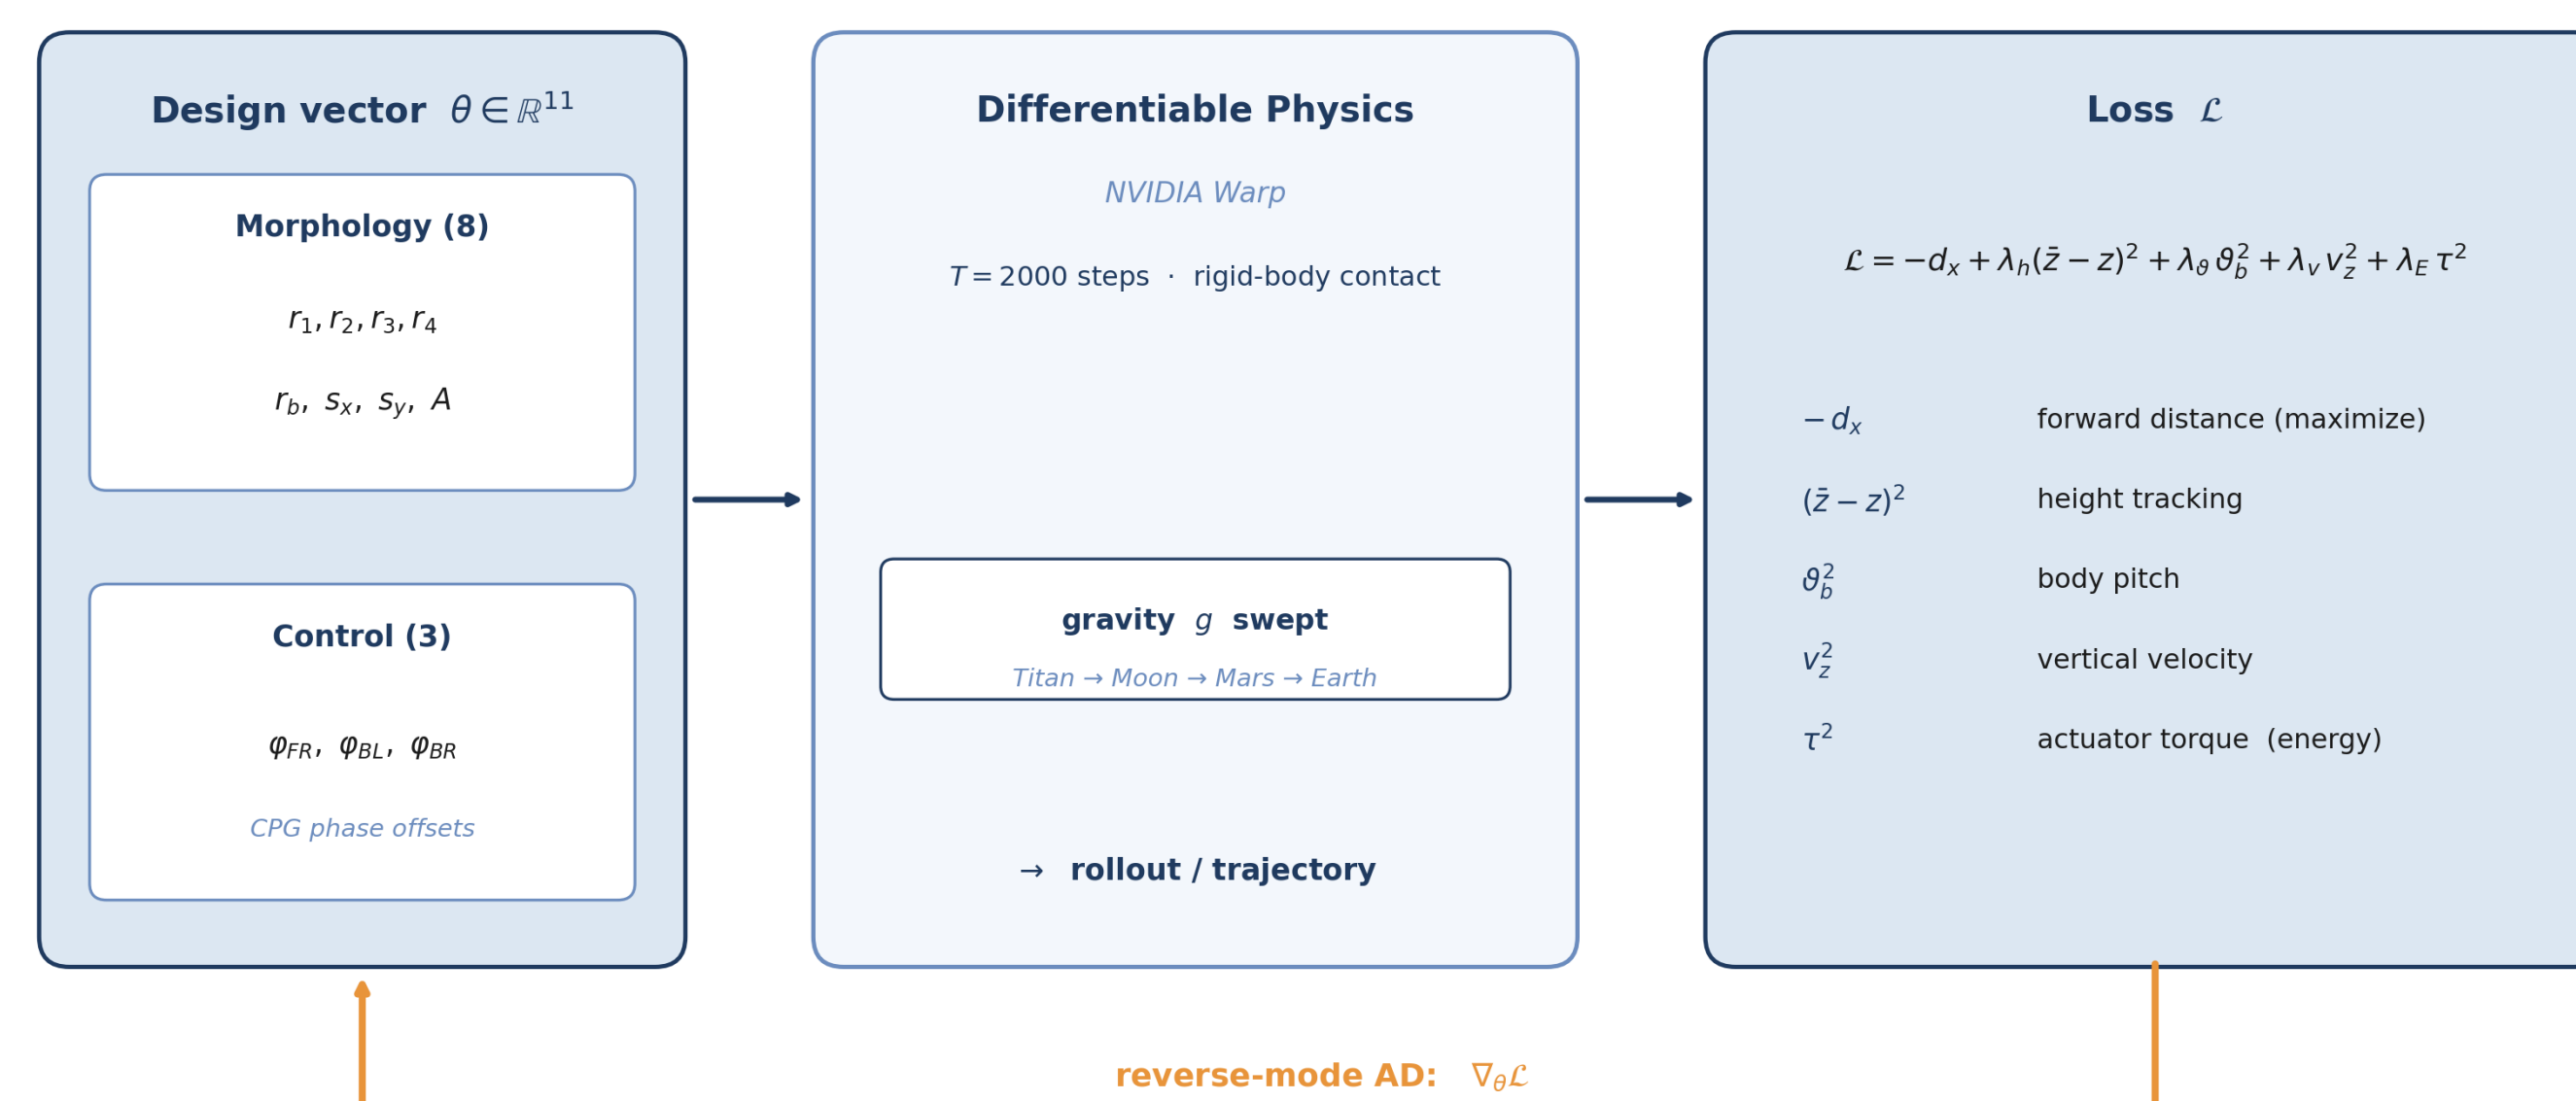 Design vector θ ∈ ℝ¹¹
Morphology (8)
r₁, r₂, r₃, r₄
r_b, s_x, s_y, A
Control (3)
φ_FR, φ_BL, φ_BR
CPG phase offsets
Differentiable Physics
NVIDIA Warp
T = 2000 steps · rigid-body contact
gravity g swept
Titan → Moon → Mars → Earth
→ rollout / trajectory
Loss ℒ
ℒ = −d_x + λ_h(z̄ − z)² + λ_ϑ ϑ_b² + λ_v v_z² + λ_E τ²
− d_x forward distance (maximize)
(z̄ − z)² height tracking
ϑ_b² body pitch
v_z² vertical velocity
τ² actuator torque (energy)
reverse-mode AD: ∇_θ ℒ